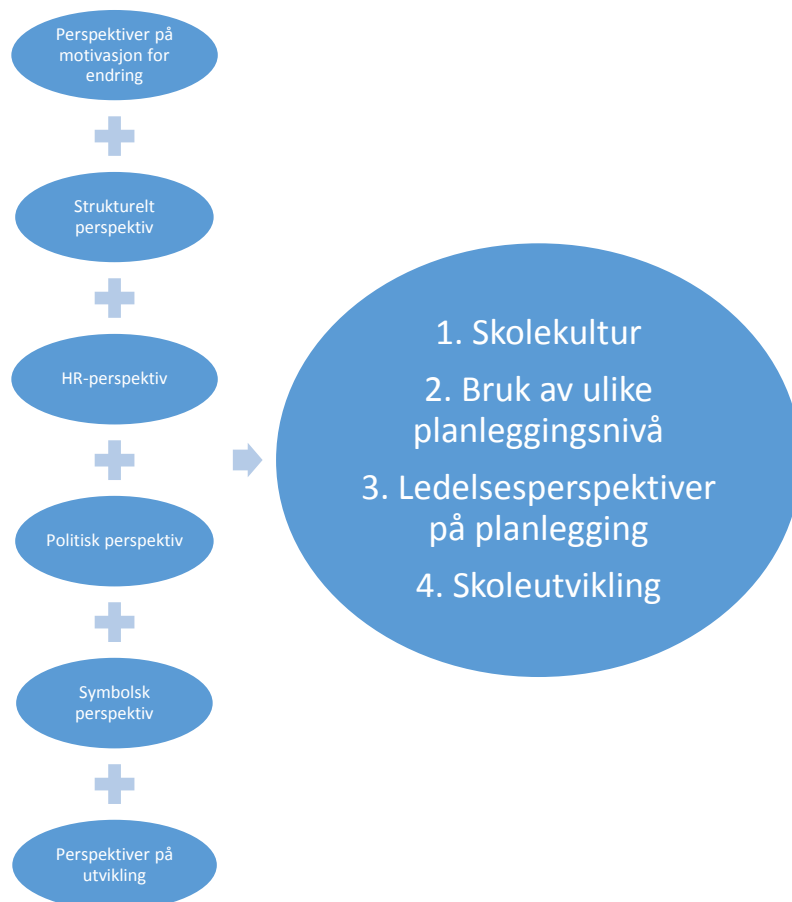 Perspektiver på
motivasjon for
endring
Strukturelt
perspektiv
HR-perspektiv
Politisk perspektiv
Symbolsk
perspektiv
Perspektiver på
utvikling
1. Skolekultur
2. Bruk av ulike
planleggingsnivå
3. Ledelsesperspektiver
på planlegging
4. Skoleutvikling